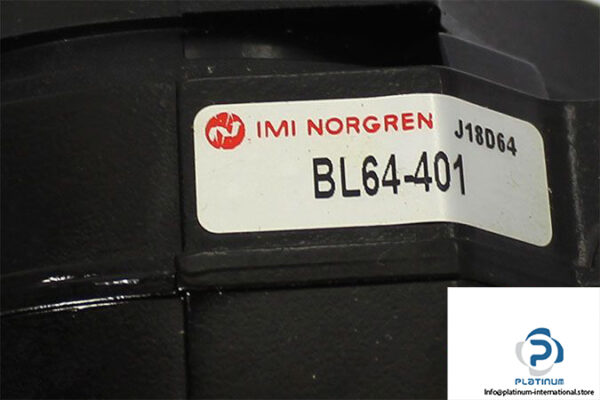 IMI NORGREN J18D64
BL64-401
PLATINUM
Info@platinum-international.store